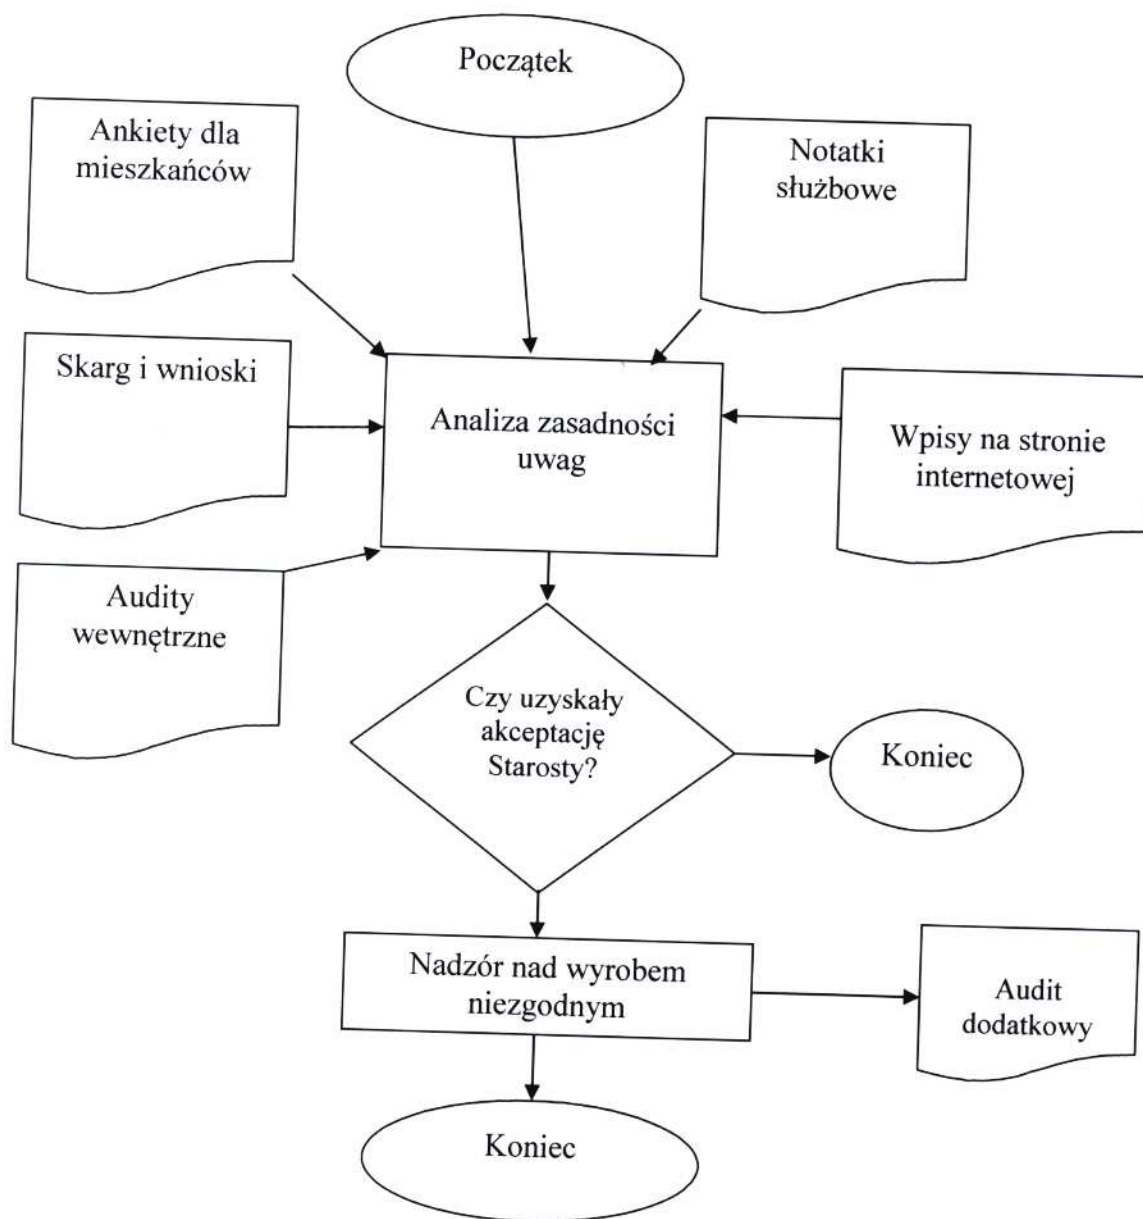 Początek
Ankiety dla
mieszkańców
Notatki
służbowe
Skarg i wnioski
Analiza zasadności
uwag
Wpisy na stronie
internetowej
Audity
wewnętrzne
Czy uzyskały
akceptację
Starosty?
Koniec
Nadzór nad wyrobem
niezgodnym
Audit
dodatkowy
Koniec